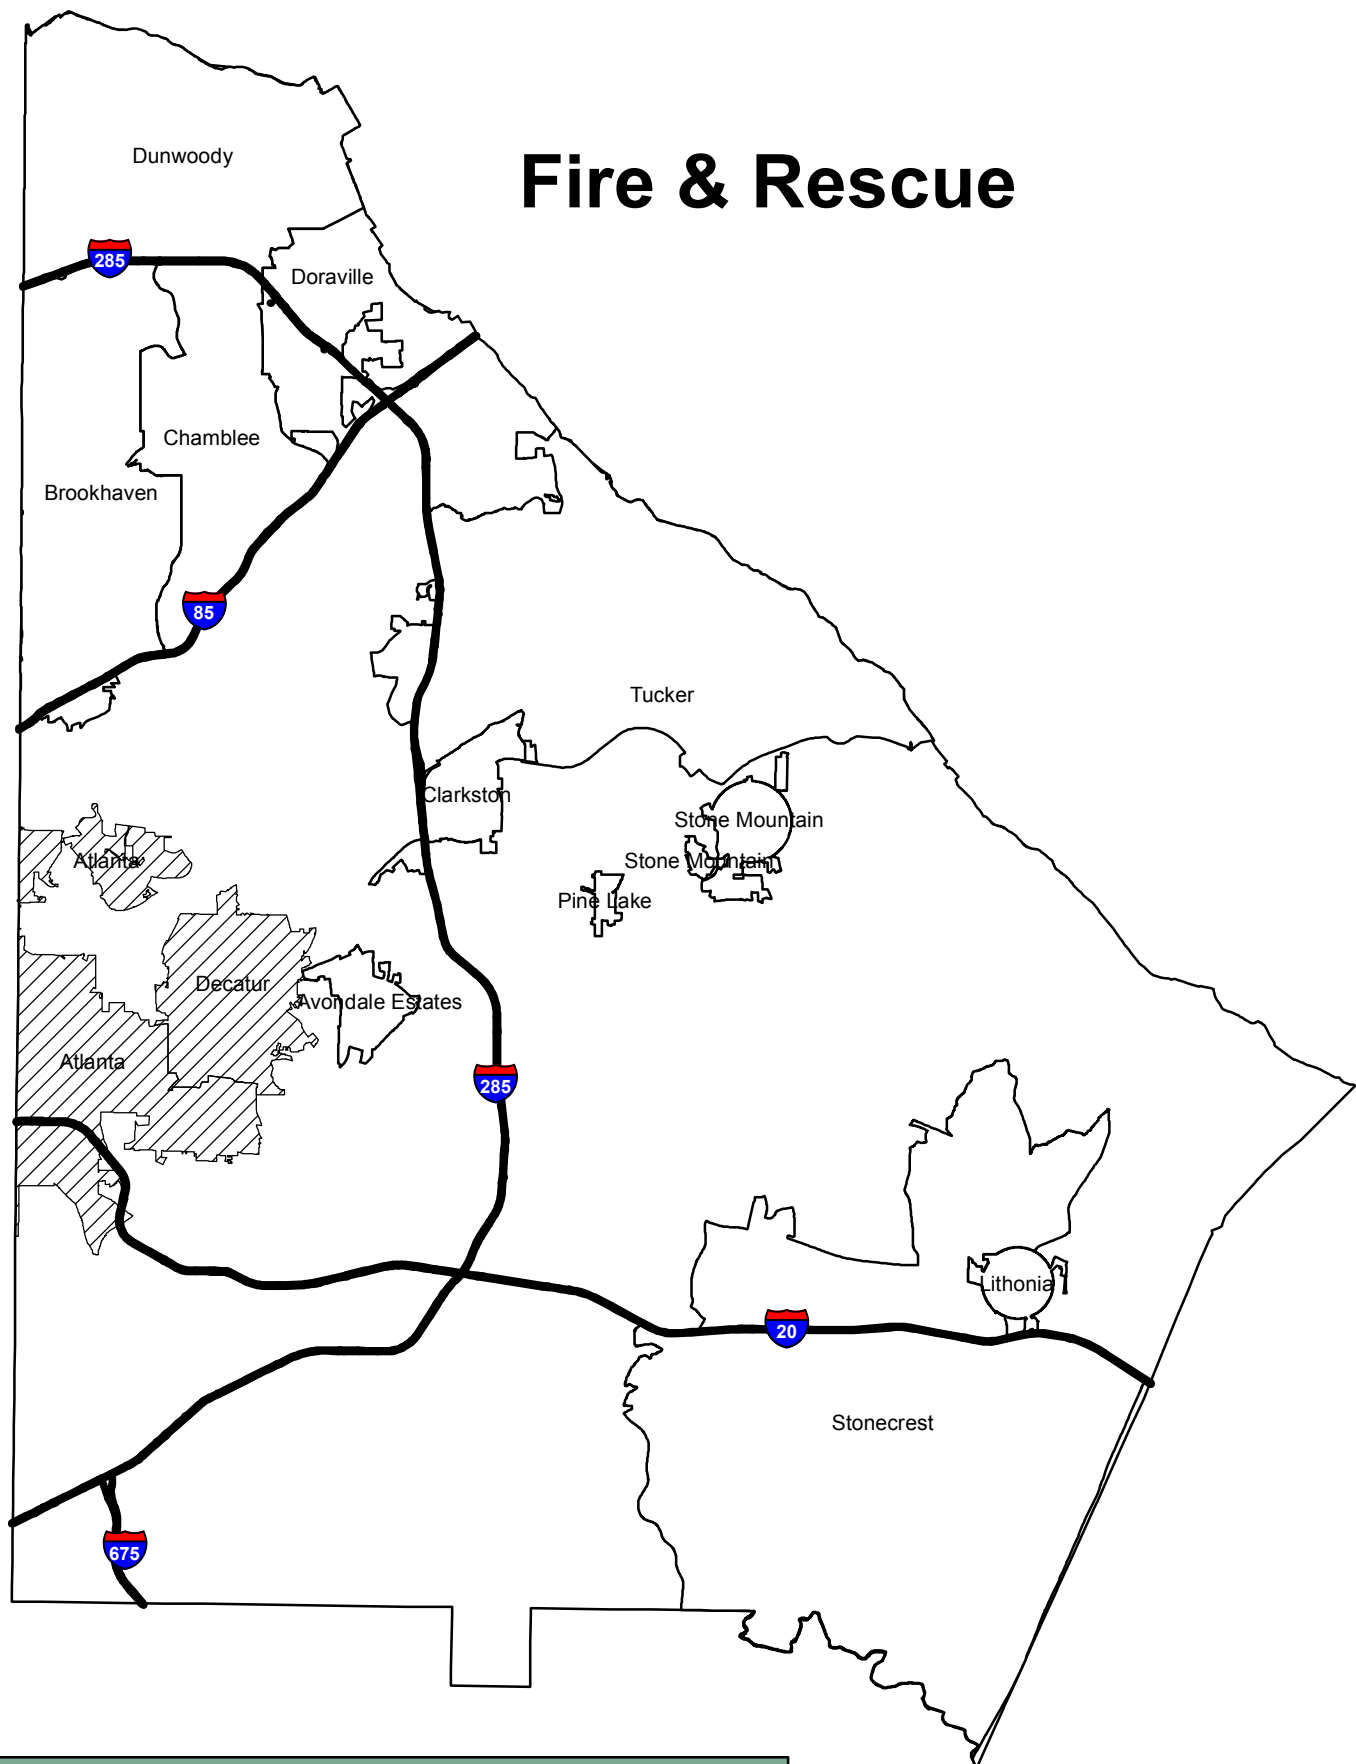 Dunwoody
Fire & Rescue
285
Doraville
Chamblee
Brookhaven
85
Tucker
Clarkston
Stone Mountain
Atlanta
Stone Mountain
Pine Lake
Decatur
Avondale Estates
Atlanta
285
Lithonia
20
Stonecrest
675